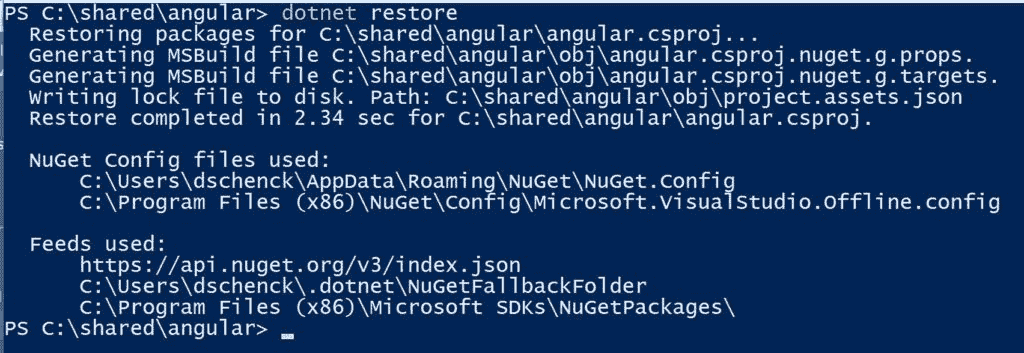 PS C:\shared\angular> dotnet restore
Restoring packages for C:\shared\angular\angular.csproj...
Generating MSBuild file C:\shared\angular\obj\angular.csproj.nuget.g.props.
Generating MSBuild file C:\shared\angular\obj\angular.csproj.nuget.g.targets.
Writing lock file to disk. Path: C:\shared\angular\obj\project.assets.json
Restore completed in 2.34 sec for C:\shared\angular\angular.csproj.
NuGet Config files used:
C:\Users\dschenck\AppData\Roaming\NuGet\NuGet.Config
C:\Program Files (x86)\NuGet\Config\Microsoft.VisualStudio.Offline.config
Feeds used:
https://api.nuget.org/v3/index.json
C:\Users\dschenck\.dotnet\NuGetFallbackFolder
C:\Program Files (x86)\Microsoft SDKs\NuGetPackages\
PS C:\shared\angular>